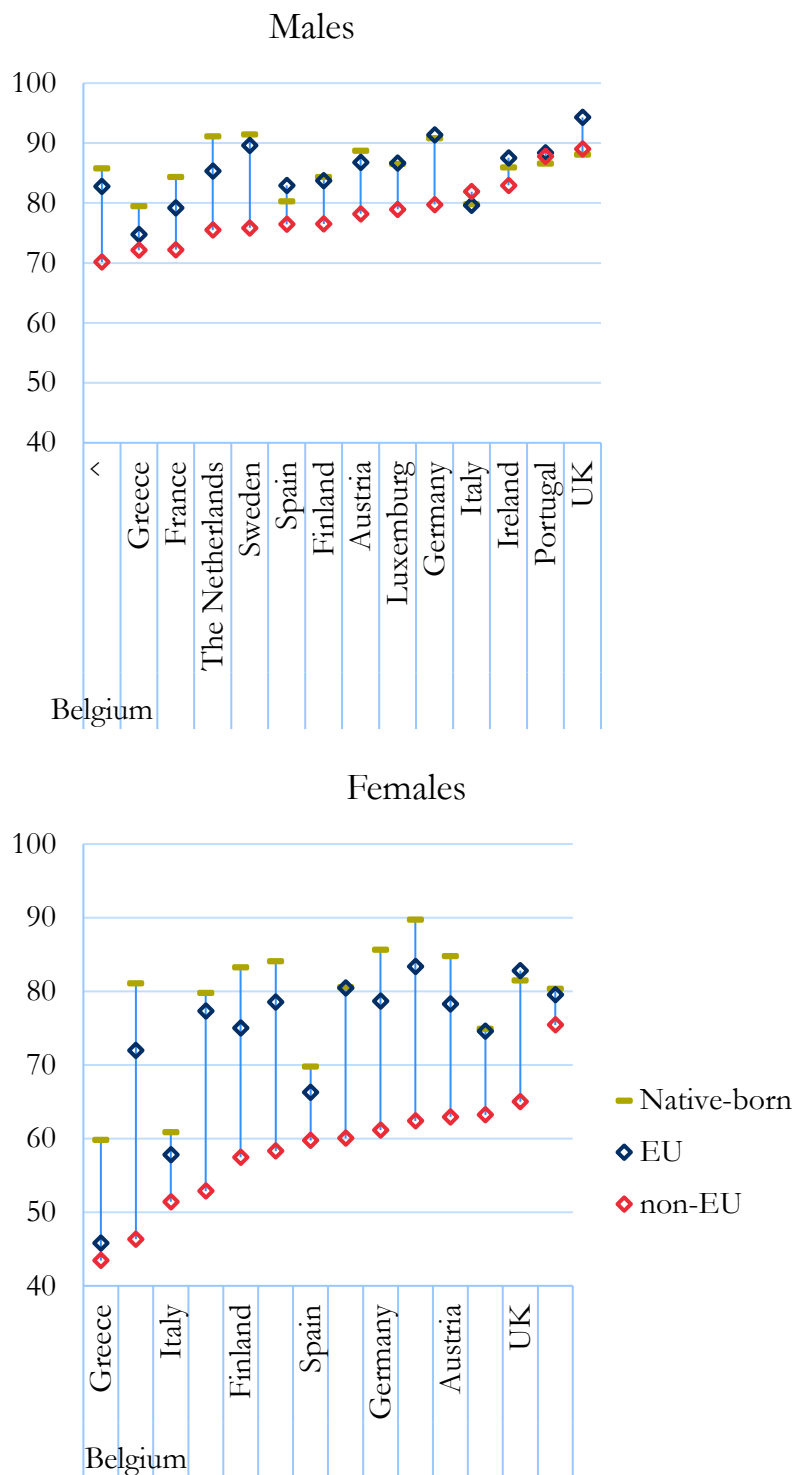 Males
100
90
80
70
60
50
40
^
Greece
France
The Netherlands
Sweden
Spain
Finland
Austria
Luxemburg
Germany
Italy
Ireland
Portugal
UK
Belgium
Females
100
90
80
70
60
50
40
Native-born
EU
non-EU
Greece
Italy
Finland
Spain
Germany
Austria
UK
Belgium